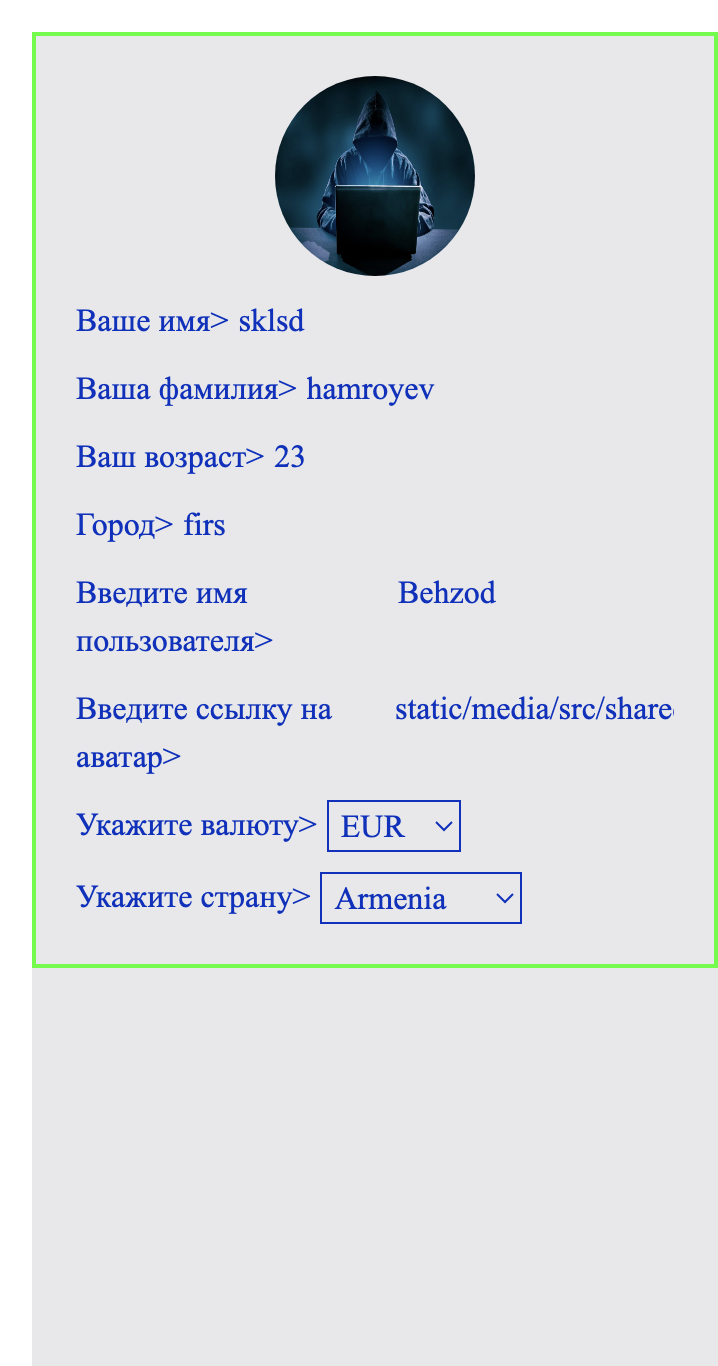 Ваше имя> sklsd
Ваша фамилия> hamroyev
Ваш возраст> 23
Город> firs
Введите имя Behzod
пользователя>
Введите ссылку на static/media/src/share
аватар>
Укажите валюту> EUR
Укажите страну> Armenia